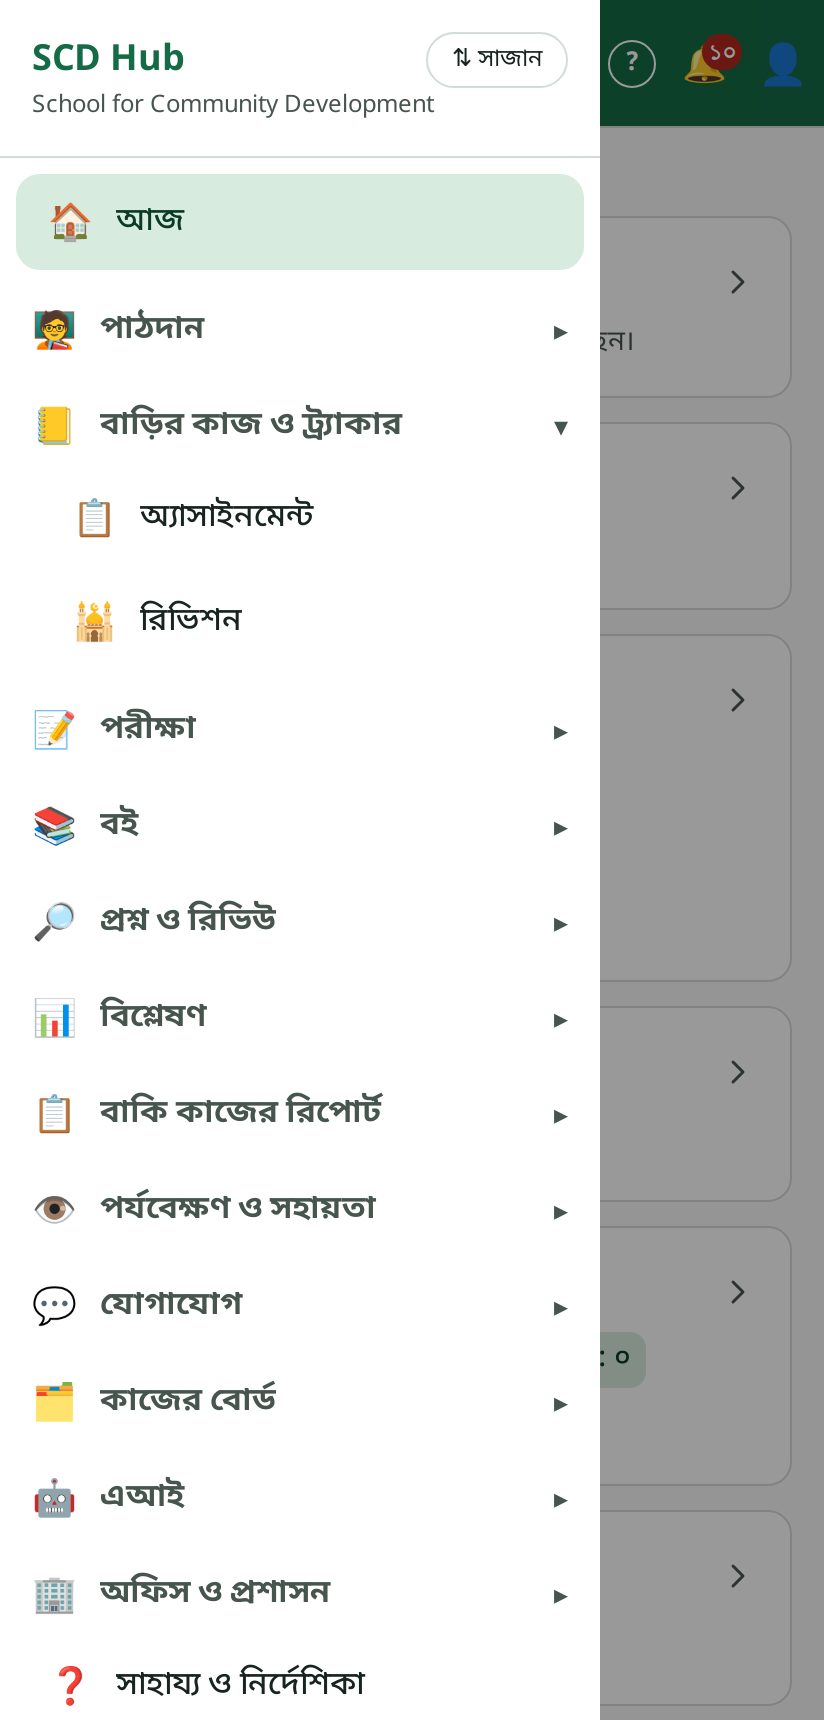 SCD Hub
⇅ সাজান
School for Community Development
?
১০
আজ
পাঠদান
বাড়ির কাজ ও ট্র্যাকার
অ্যাসাইনমেন্ট
রিভিশন
পরীক্ষা
বই
প্রশ্ন ও রিভিউ
বিশ্লেষণ
বাকি কাজের রিপোর্ট
পর্যবেক্ষণ ও সহায়তা
যোগাযোগ
: ০
কাজের বোর্ড
এআই
অফিস ও প্রশাসন
সাহায্য ও নির্দেশিকা